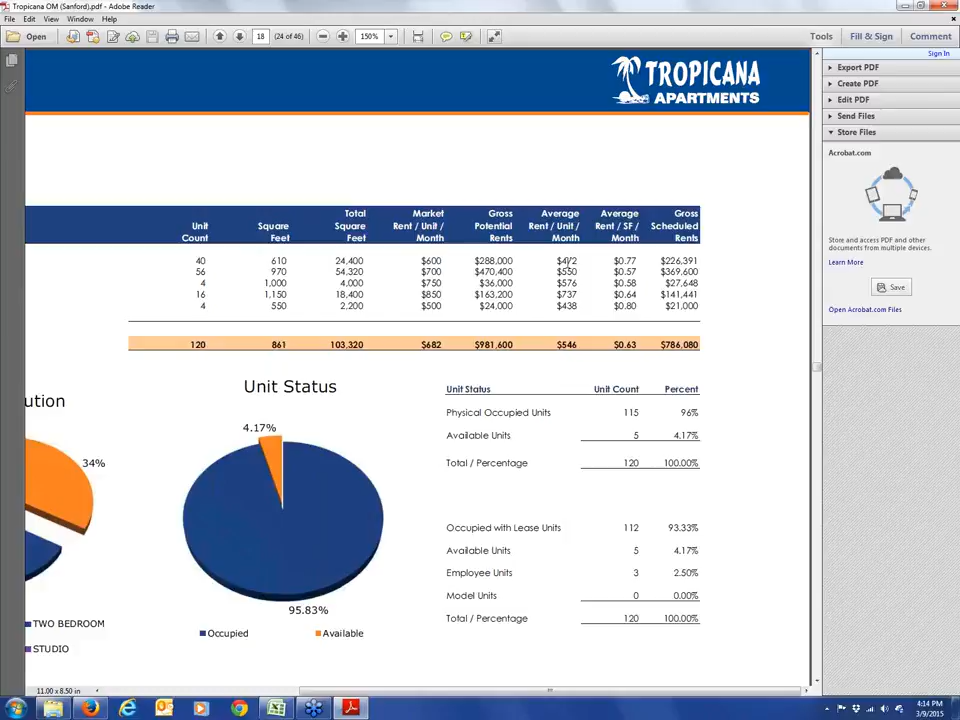 Tropicana OM (Sanford).pdf - Adobe Reader
File Edit View Window Help
Open 18 (24 of 46) 150% Tools Fill & Sign Comment
Sign In
Export PDF
Create PDF
Edit PDF
Send Files
Store Files
Acrobat.com
Store and access PDF and other documents from multiple devices.
Learn More
Save
Open Acrobat.com Files
TROPICANA
APARTMENTS
Unit Count Square Feet Total Square Feet Market Rent / Unit / Month Gross Potential Rents Average Rent / Unit / Month Average Rent / SF / Month Gross Scheduled Rents
40 610 24,400 $600 $288,000 $472 $0.77 $226,391
56 970 54,320 $700 $470,400 $550 $0.57 $369,600
4 1,000 4,000 $750 $36,000 $576 $0.58 $27,648
16 1,150 18,400 $850 $163,200 $737 $0.64 $141,441
4 550 2,200 $500 $24,000 $438 $0.80 $21,000
120 861 103,320 $682 $981,600 $546 $0.63 $786,080
ution
34%
TWO BEDROOM
STUDIO
Unit Status
4.17%
95.83%
Occupied Available
Unit Status Unit Count Percent
Physical Occupied Units 115 96%
Available Units 5 4.17%
Total / Percentage 120 100.00%
Occupied with Lease Units 112 93.33%
Available Units 5 4.17%
Employee Units 3 2.50%
Model Units 0 0.00%
Total / Percentage 120 100.00%
11.00 x 8.50 in
4:14 PM
3/9/2015